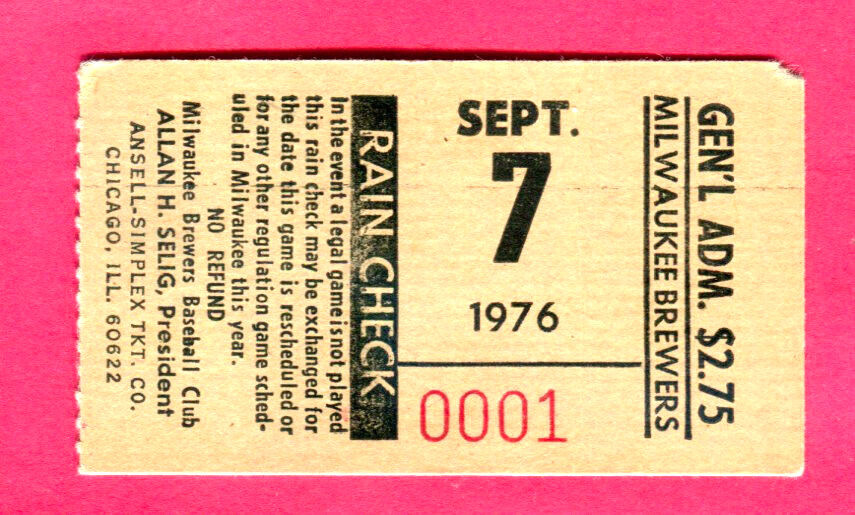 GEN'L ADM. $2.75
MILWAUKEE BREWERS
SEPT.
7
1976
0001
RAIN CHECK
In the event a legal game is not played
this rain check may be exchanged for
the date this game is rescheduled or
for any other regulation game sched-
uled in Milwaukee this year.
NO REFUND
Milwaukee Brewers Baseball Club
ALLAN H. SELIG, President
ANSELL-SIMPLEX TKT. CO.
CHICAGO, ILL. 60622